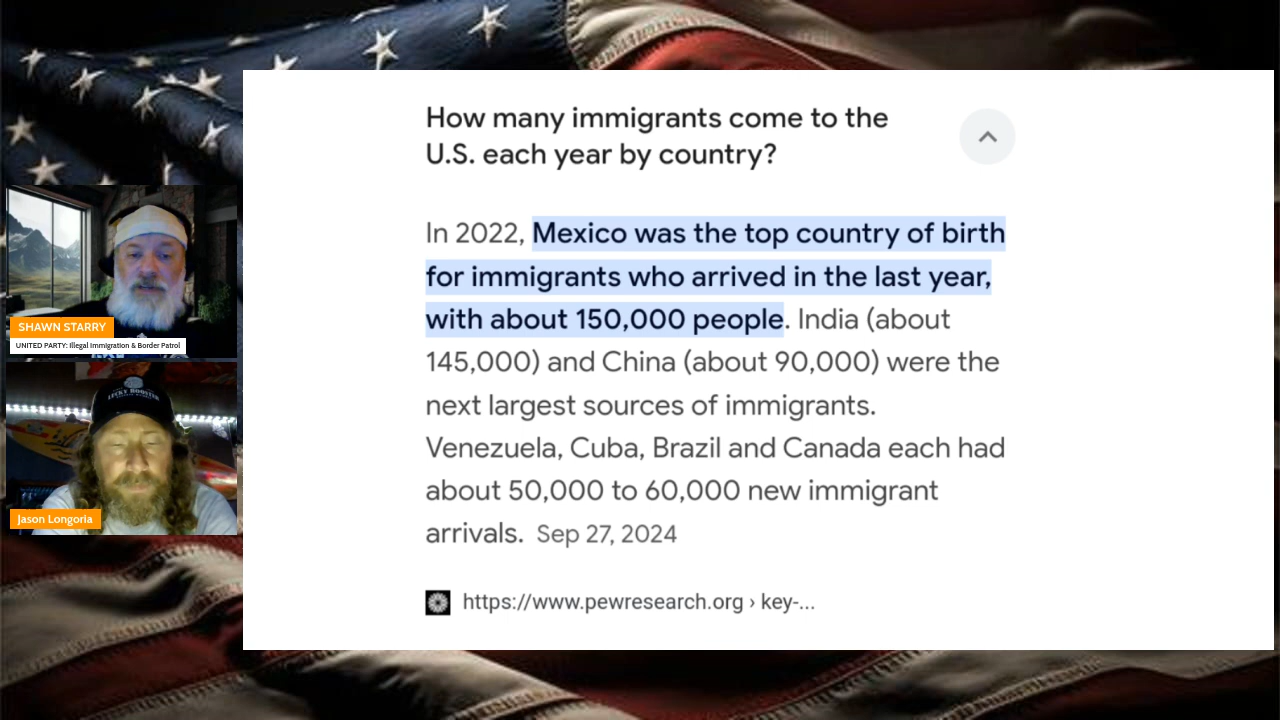 How many immigrants come to the
U.S. each year by country?
In 2022, Mexico was the top country of birth
for immigrants who arrived in the last year,
with about 150,000 people. India (about
145,000) and China (about 90,000) were the
next largest sources of immigrants.
Venezuela, Cuba, Brazil and Canada each had
about 50,000 to 60,000 new immigrant
arrivals. Sep 27, 2024
https://www.pewresearch.org › key-...
SHAWN STARRY
UNITED PARTY: Illegal Immigration & Border Patrol
LUCKY ROOSTER
Jason Longoria